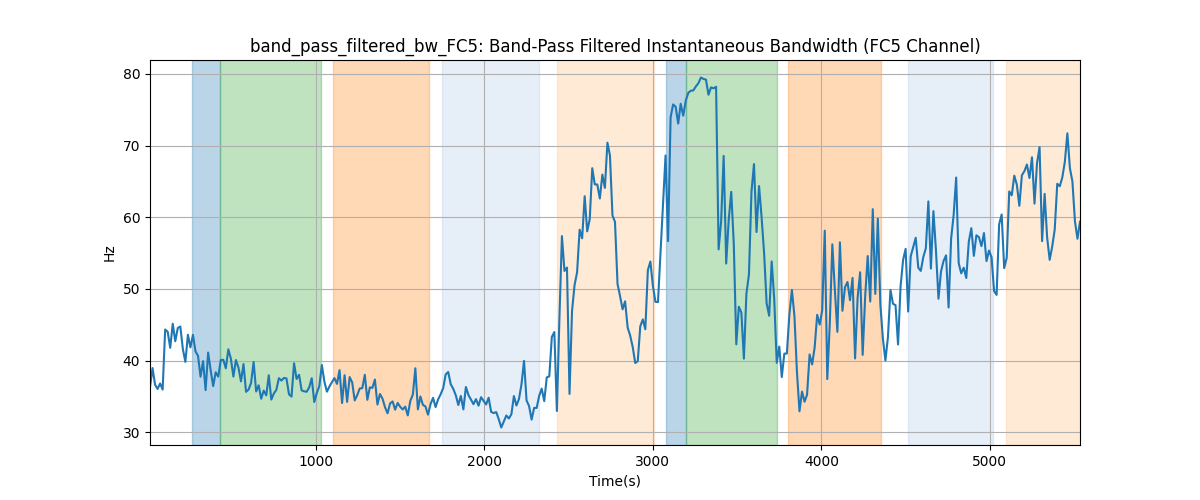 band_pass_filtered_bw_FC5: Band-Pass Filtered Instantaneous Bandwidth (FC5 Channel)
80
70
60
50
40
30
Hz
1000 2000 3000 4000 5000
Time(s)